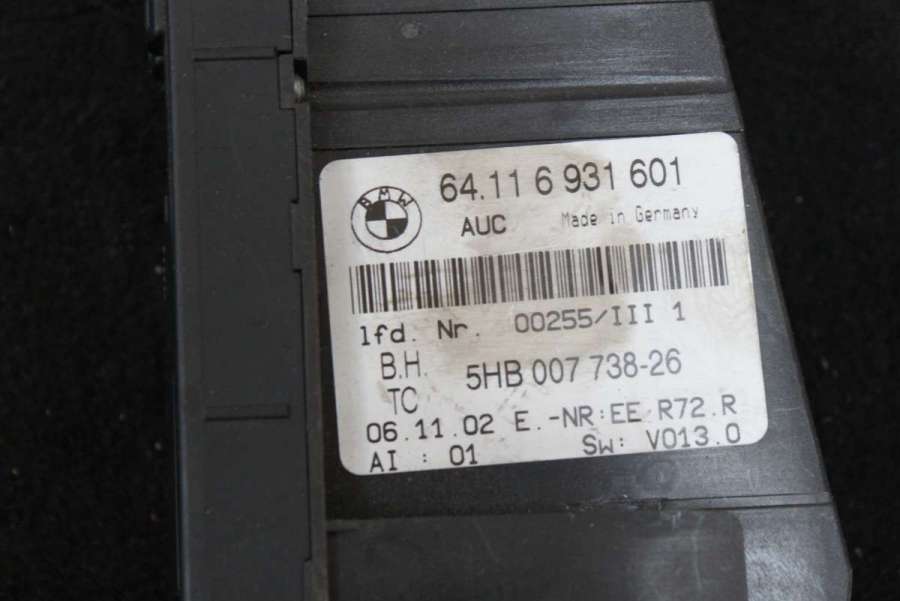 BMW
64.11 6 931 601
AUC Made in Germany
lfd. Nr. 00255/III 1
B.H. 5HB 007 738-26
TC
06.11.02 E.-NR:EE R72.R
AI : 01 SW: V013.0